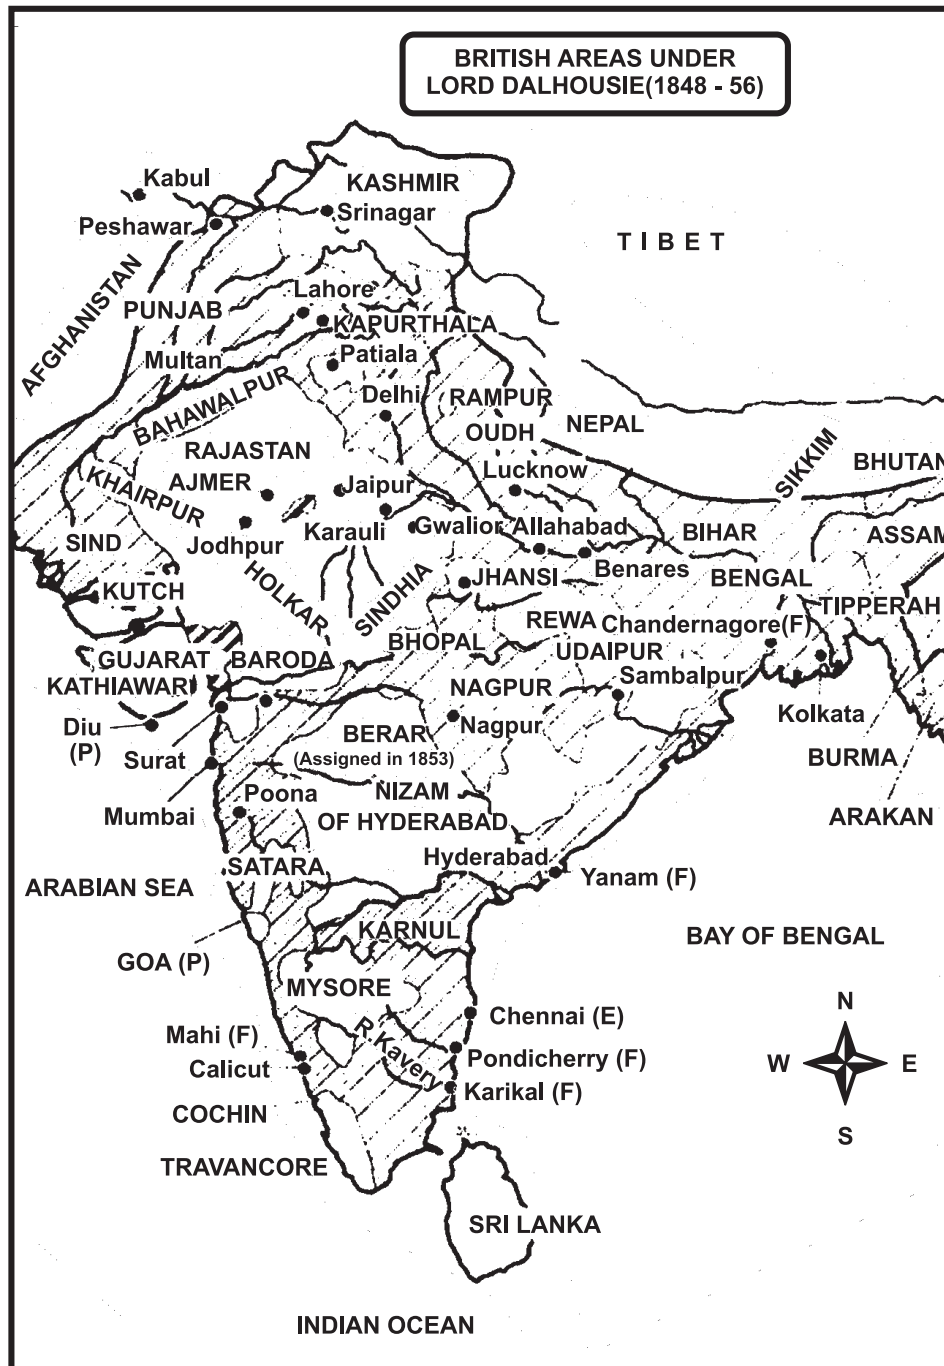 BRITISH AREAS UNDER
LORD DALHOUSIE(1848 - 56)
Kabul
KASHMIR
Srinagar
Peshawar
TIBET
AFGHANISTAN
PUNJAB
Lahore
KAPURTHALA
Multan
Patiala
BAHAWALPUR
Delhi
RAMPUR
NEPAL
OUDH
RAJASTAN
SIKKIM
BHUTAN
KHAIRPUR
AJMER
Jaipur
Lucknow
Jodhpur
Karauli
Gwalior
Allahabad
BIHAR
ASSAM
SIND
HOLKAR
SINDHIA
JHANSI
Benares
BENGAL
KUTCH
TIPPERAH
REWA
Chandernagore(F)
BHOPAL
UDAIPUR
GUJARAT
BARODA
KATHIAWAR
NAGPUR
Sambalpur
Diu
(P)
Nagpur
Kolkata
BERAR
(Assigned in 1853)
Surat
BURMA
NIZAM
OF HYDERABAD
Mumbai
Poona
ARAKAN
Hyderabad
SATARA
Yanam (F)
ARABIAN SEA
KARNUL
BAY OF BENGAL
GOA (P)
MYSORE
N
Chennai (E)
R Kavery
Mahi (F)
Pondicherry (F)
W
E
Calicut
Karikal (F)
COCHIN
S
TRAVANCORE
SRI LANKA
INDIAN OCEAN